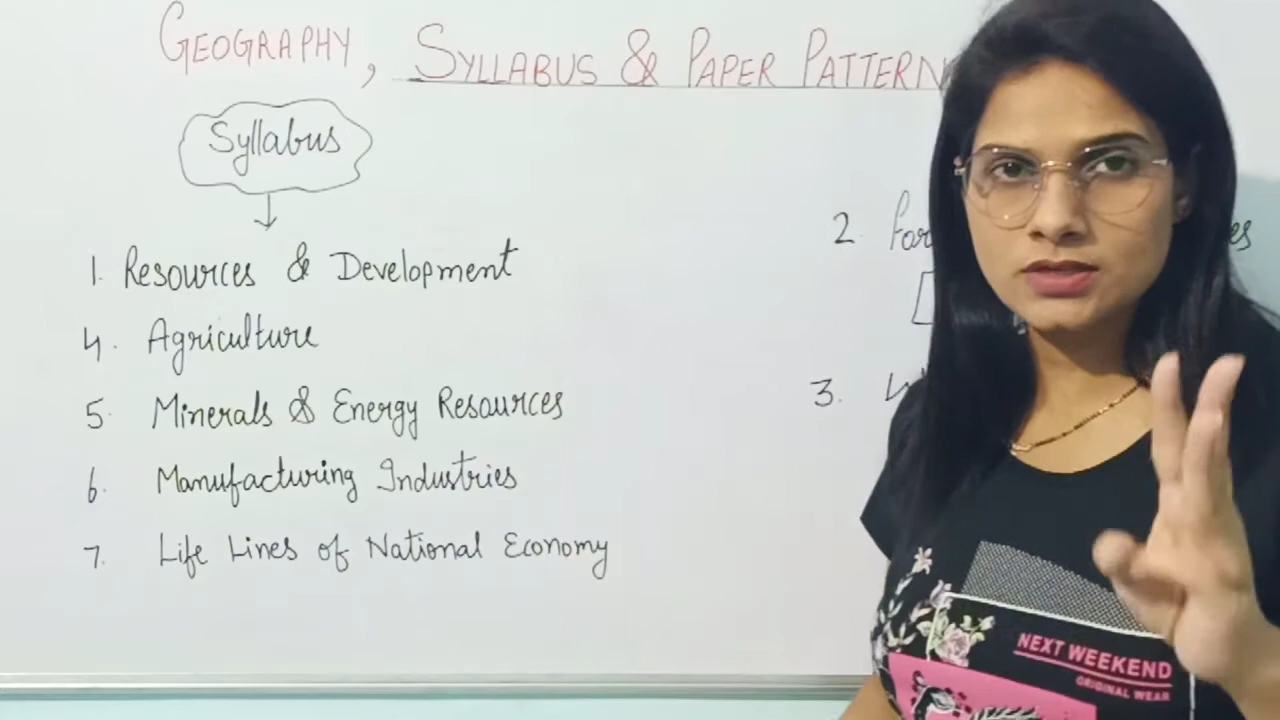 GEOGRAPHY, SYLLABUS & PAPER PATTERN
Syllabus
1. Resources & Development
4. Agriculture
5. Minerals & Energy Resources
6. Manufacturing Industries
7. Life Lines of National Economy
2.
3.
NEXT WEEKEND
ORIGINAL WEAR